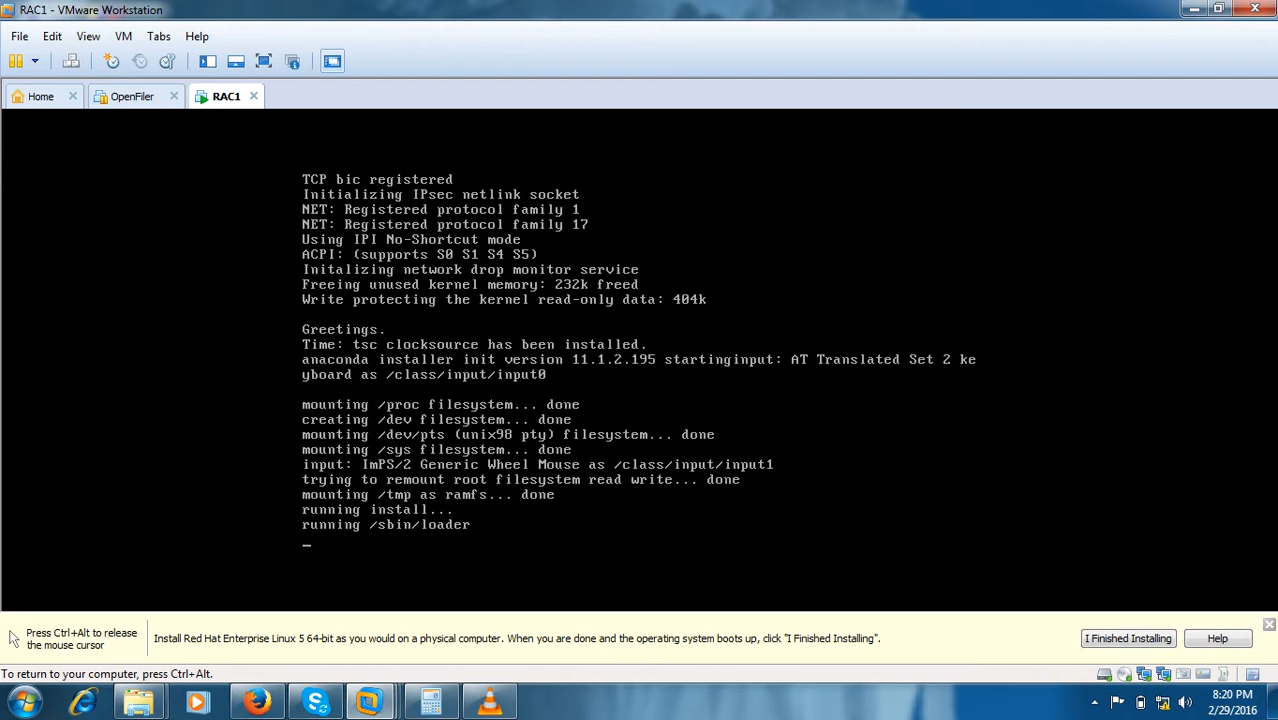 RAC1 - VMware Workstation
File Edit View VM Tabs Help
Home OpenFiler RAC1
TCP bic registered
Initializing IPsec netlink socket
NET: Registered protocol family 1
NET: Registered protocol family 17
Using IPI No-Shortcut mode
ACPI: (supports S0 S1 S4 S5)
Initalizing network drop monitor service
Freeing unused kernel memory: 232k freed
Write protecting the kernel read-only data: 404k
Greetings.
Time: tsc clocksource has been installed.
anaconda installer init version 11.1.2.195 startinginput: AT Translated Set 2 ke
yboard as /class/input/input0
mounting /proc filesystem... done
creating /dev filesystem... done
mounting /dev/pts (unix98 pty) filesystem... done
mounting /sys filesystem... done
input: ImPS/2 Generic Wheel Mouse as /class/input/input1
trying to remount root filesystem read write... done
mounting /tmp as ramfs... done
running install...
running /sbin/loader
Press Ctrl+Alt to release
the mouse cursor
Install Red Hat Enterprise Linux 5 64-bit as you would on a physical computer. When you are done and the operating system boots up, click "I Finished Installing".
I Finished Installing
Help
To return to your computer, press Ctrl+Alt.
8:20 PM
2/29/2016